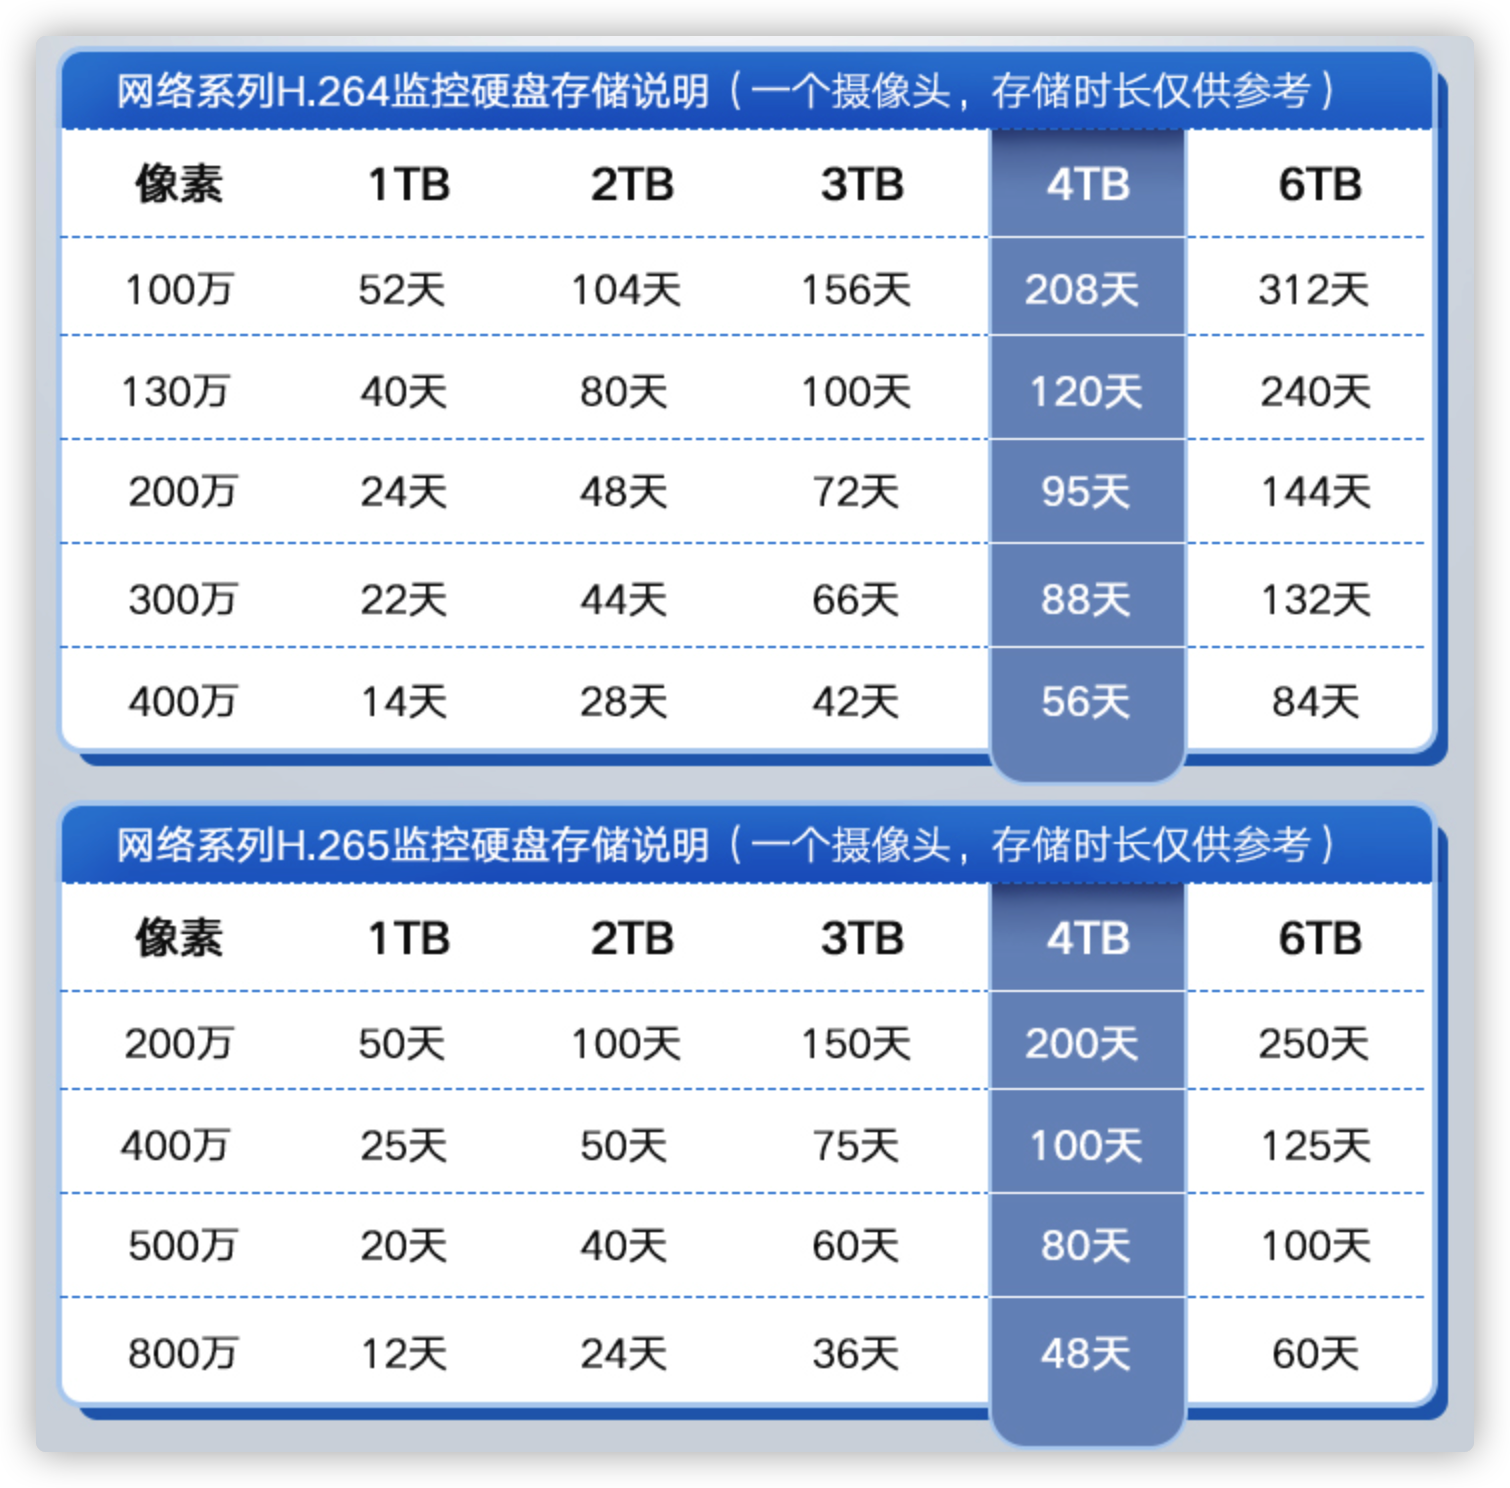 网络系列H.264监控硬盘存储说明（一个摄像头，存储时长仅供参考）
像素 1TB 2TB 3TB 4TB 6TB
100万 52天 104天 156天 208天 312天
130万 40天 80天 100天 120天 240天
200万 24天 48天 72天 95天 144天
300万 22天 44天 66天 88天 132天
400万 14天 28天 42天 56天 84天
网络系列H.265监控硬盘存储说明（一个摄像头，存储时长仅供参考）
像素 1TB 2TB 3TB 4TB 6TB
200万 50天 100天 150天 200天 250天
400万 25天 50天 75天 100天 125天
500万 20天 40天 60天 80天 100天
800万 12天 24天 36天 48天 60天